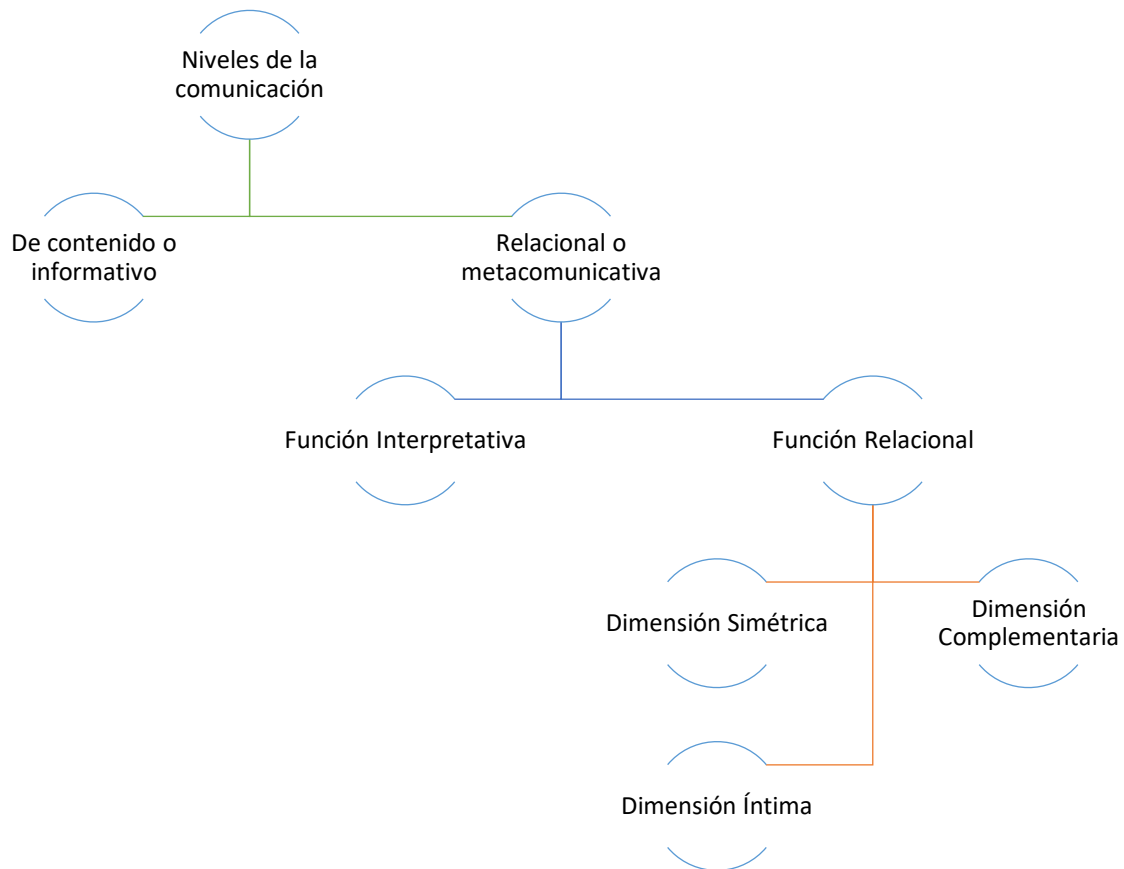 Niveles de la
comunicación
De contenido o
informativo
Relacional o
metacomunicativa
Función Interpretativa
Función Relacional
Dimensión Simétrica
Dimensión
Complementaria
Dimensión Íntima